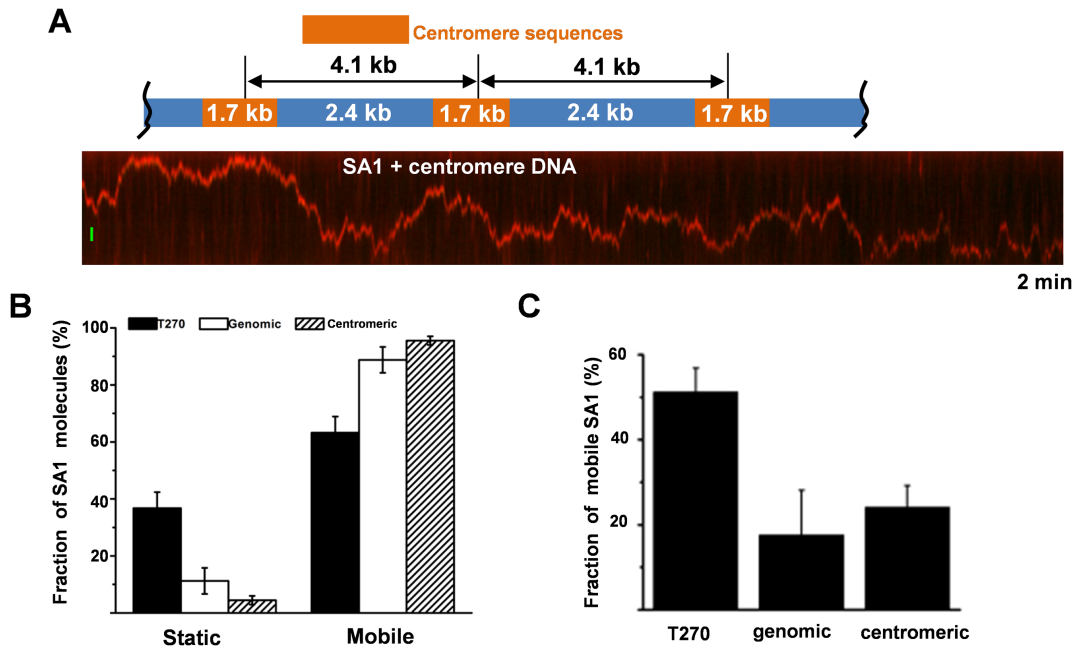 A
Centromere sequences
4.1 kb 4.1 kb
1.7 kb 2.4 kb 1.7 kb 2.4 kb 1.7 kb
SA1 + centromere DNA
2 min
B
T270 Genomic Centromeric
Fraction of SA1 molecules (%)
100
80
60
40
20
Static Mobile
C
Fraction of mobile SA1 (%)
60
40
20
T270 genomic centromeric